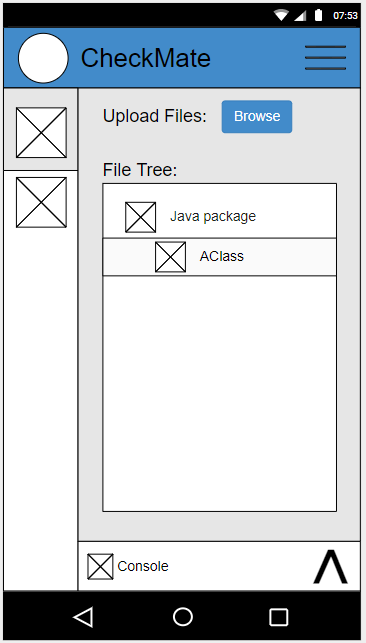 07:53
CheckMate
Upload Files: Browse
File Tree:
Java package
AClass
Console